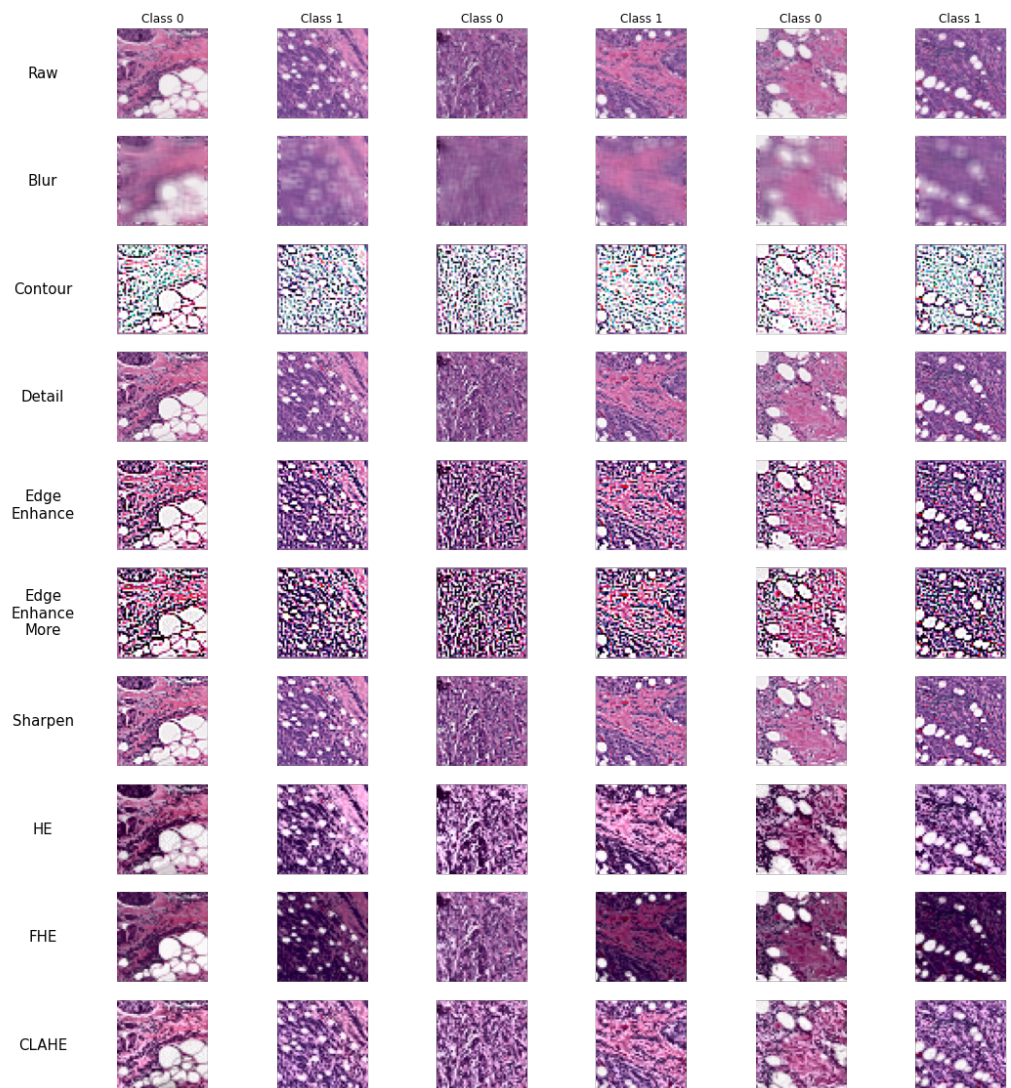 Class 0
Class 1
Class 0
Class 1
Class 0
Class 1
Raw
Blur
Contour
Detail
Edge
Enhance
Edge
Enhance
More
Sharpen
HE
FHE
CLAHE